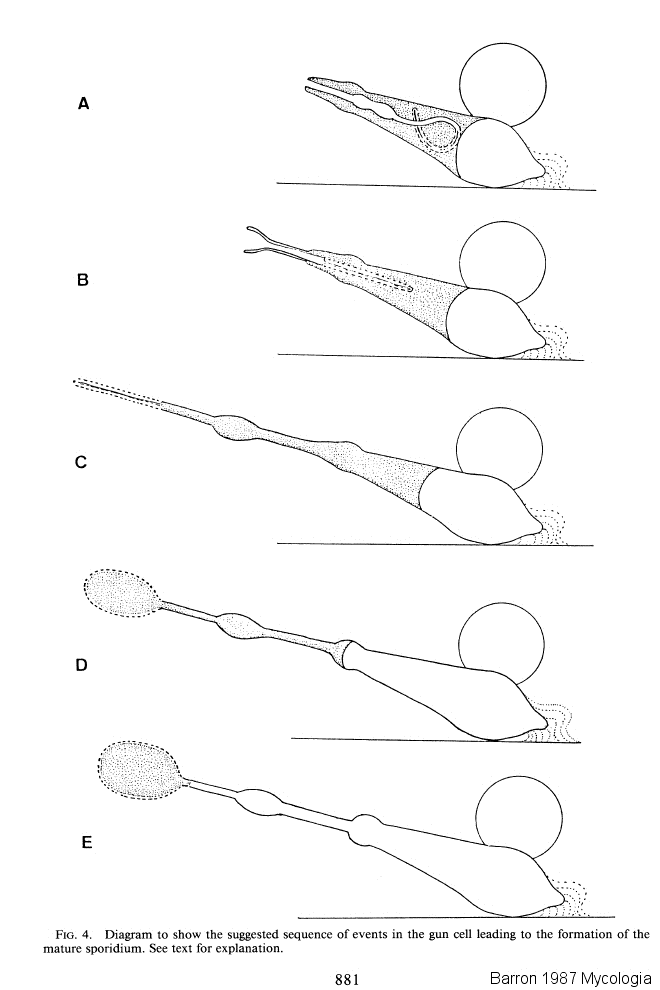 A
B
C
D
E
FIG. 4. Diagram to show the suggested sequence of events in the gun cell leading to the formation of the
mature sporidium. See text for explanation.
881
Barron 1987 Mycologia